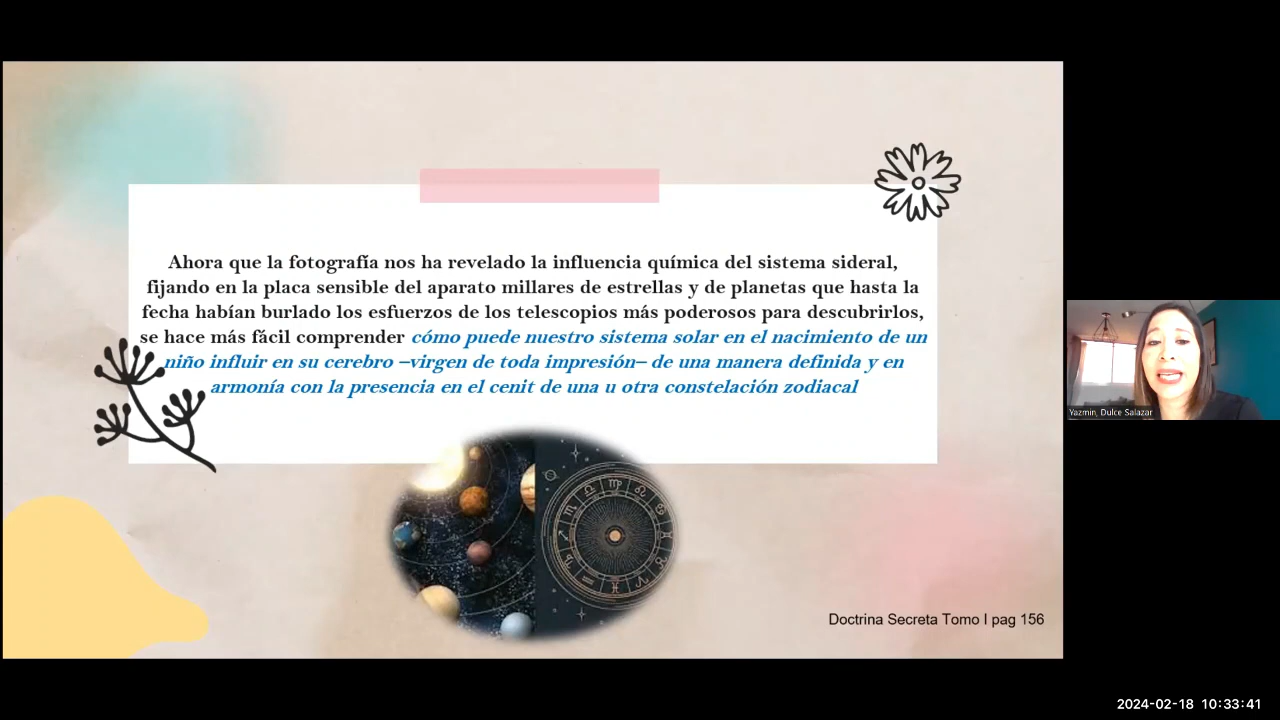 Ahora que la fotografía nos ha revelado la influencia química del sistema sideral,
fijando en la placa sensible del aparato millares de estrellas y de planetas que hasta la
fecha habían burlado los esfuerzos de los telescopios más poderosos para descubrirlos,
se hace más fácil comprender cómo puede nuestro sistema solar en el nacimiento de un
niño influir en su cerebro –virgen de toda impresión– de una manera definida y en
armonía con la presencia en el cenit de una u otra constelación zodiacal
Doctrina Secreta Tomo I pag 156
Yazmin, Dulce Salazar
2024-02-18 10:33:41